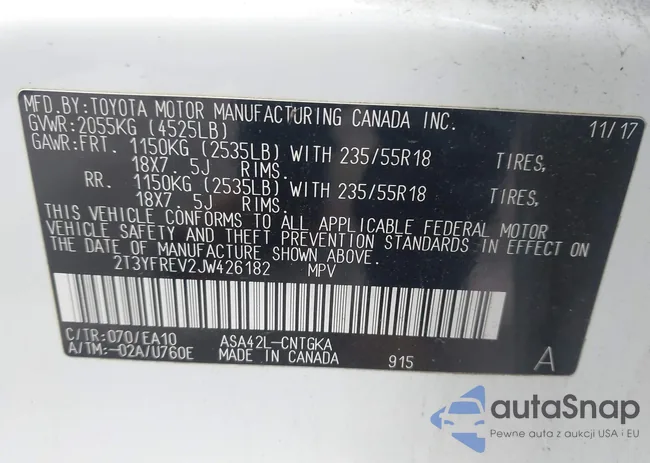 MFD.BY:TOYOTA MOTOR MANUFACTURING CANADA INC. 11/17
GVWR:2055KG (4525LB)
GAWR:FRT. 1150KG (2535LB) WITH 235/55R18 TIRES,
18X7. 5J RIMS.
RR. 1150KG (2535LB) WITH 235/55R18 TIRES,
18X7. 5J RIMS.
THIS VEHICLE CONFORMS TO ALL APPLICABLE FEDERAL MOTOR
VEHICLE SAFETY AND THEFT PREVENTION STANDARDS IN EFFECT ON
THE DATE OF MANUFACTURE SHOWN ABOVE.
2T3YFREV2JW426182 MPV
C/TR:070/EA10 ASA42L-CNTGKA
A/TM:-02A/U760E MADE IN CANADA 915 A
autoSnap
Pewne auta z aukcji USA i EU